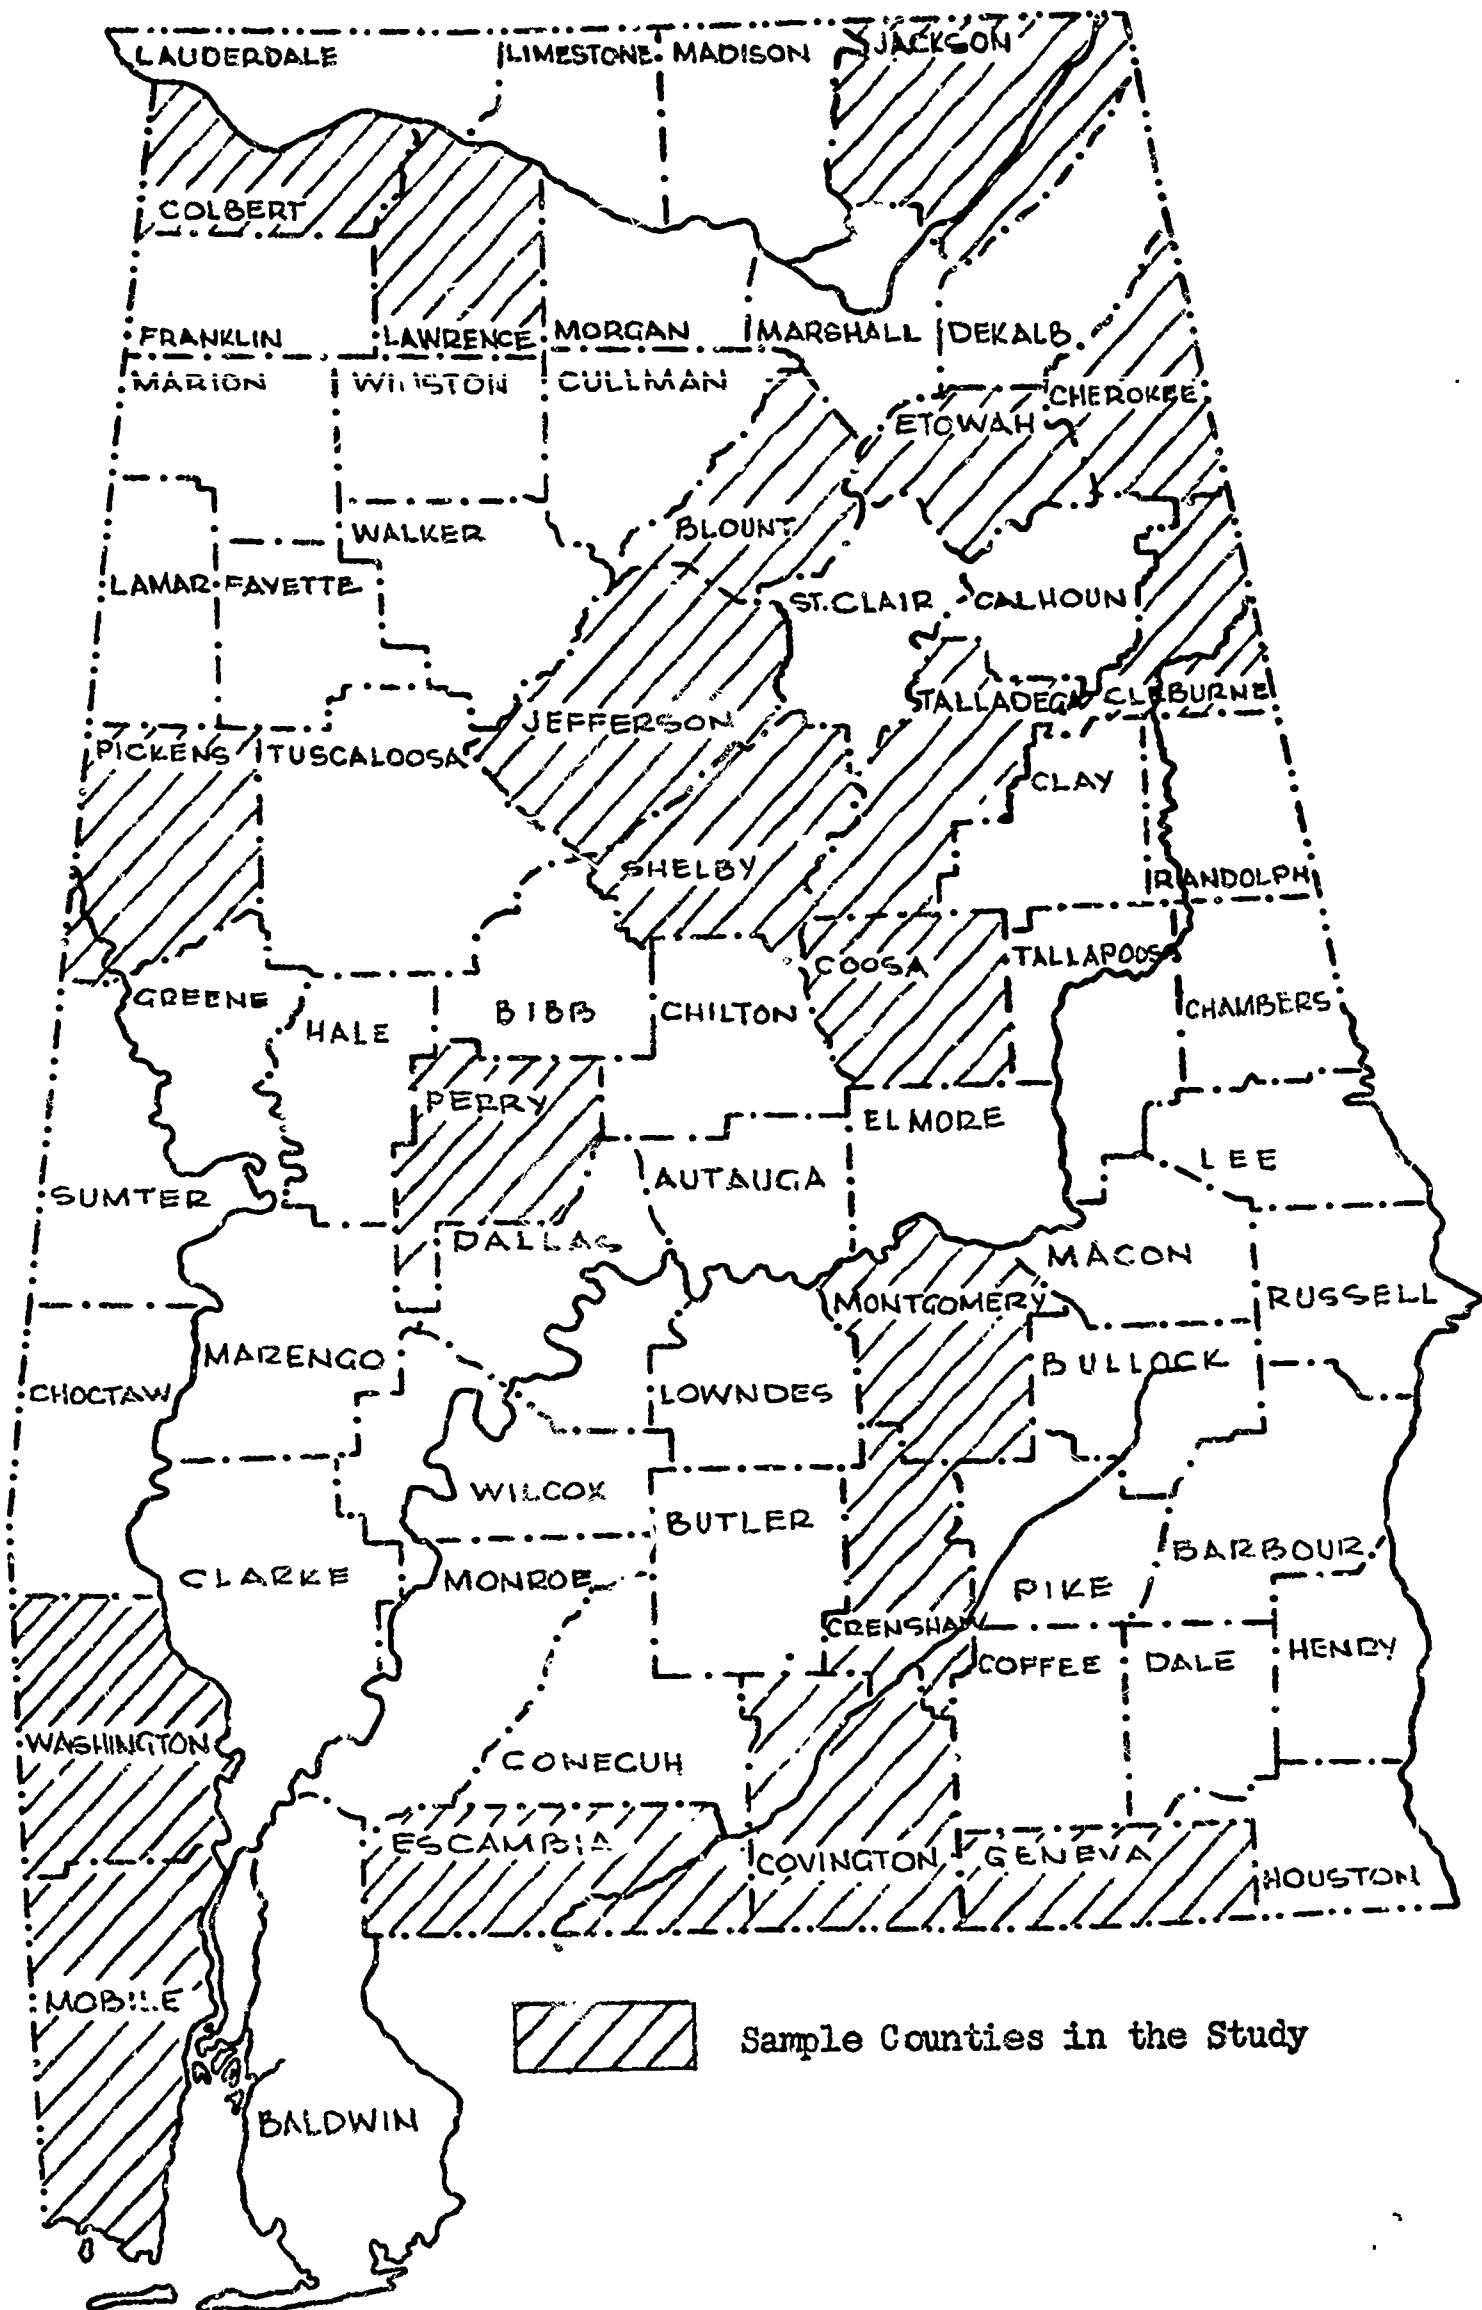 LAUDERDALE
LIMESTONE
MADISON
JACKSON
COLBERT
FRANKLIN
LAWRENCE
MORGAN
MARSHALL
DEKALB
MARION
WINSTON
CULLMAN
CHEROKEE
ETOWAH
WALKER
BLOUNT
LAMAR
FAYETTE
ST. CLAIR
CALHOUN
TALLADEGA
CLEBURNE
JEFFERSON
PICKENS
TUSCALOOSA
CLAY
SHELBY
RANDOLPH
COOSA
TALLAPOOSA
GREENE
HALE
BIBB
CHILTON
CHAMBERS
PERRY
ELMORE
LEE
AUTAUGA
SUMTER
DALLAS
MACON
MONTGOMERY
RUSSELL
MARENGO
BULLOCK
CHOCTAW
LOWNDES
WILCOX
BUTLER
BARBOUR
CLARKE
MONROE
PIKE
CRENSHAW
COFFEE
DALE
HENRY
WASHINGTON
CONECUH
ESCAMBIA
COVINGTON
GENEVA
HOUSTON
MOBILE
Sample Counties in the Study
BALDWIN